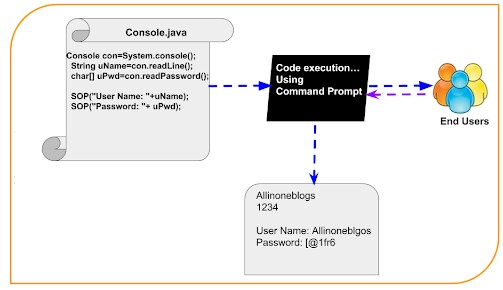 Console.java
Console con=System.console();
String uName=con.readLine();
char[] uPwd=con.readPassword();
SOP("User Name: "+uName);
SOP("Password: "+ uPwd);
Code execution...
Using
Command Prompt
End Users
Allinoneblogs
1234
User Name: Allinoneblgos
Password: [@1fr6